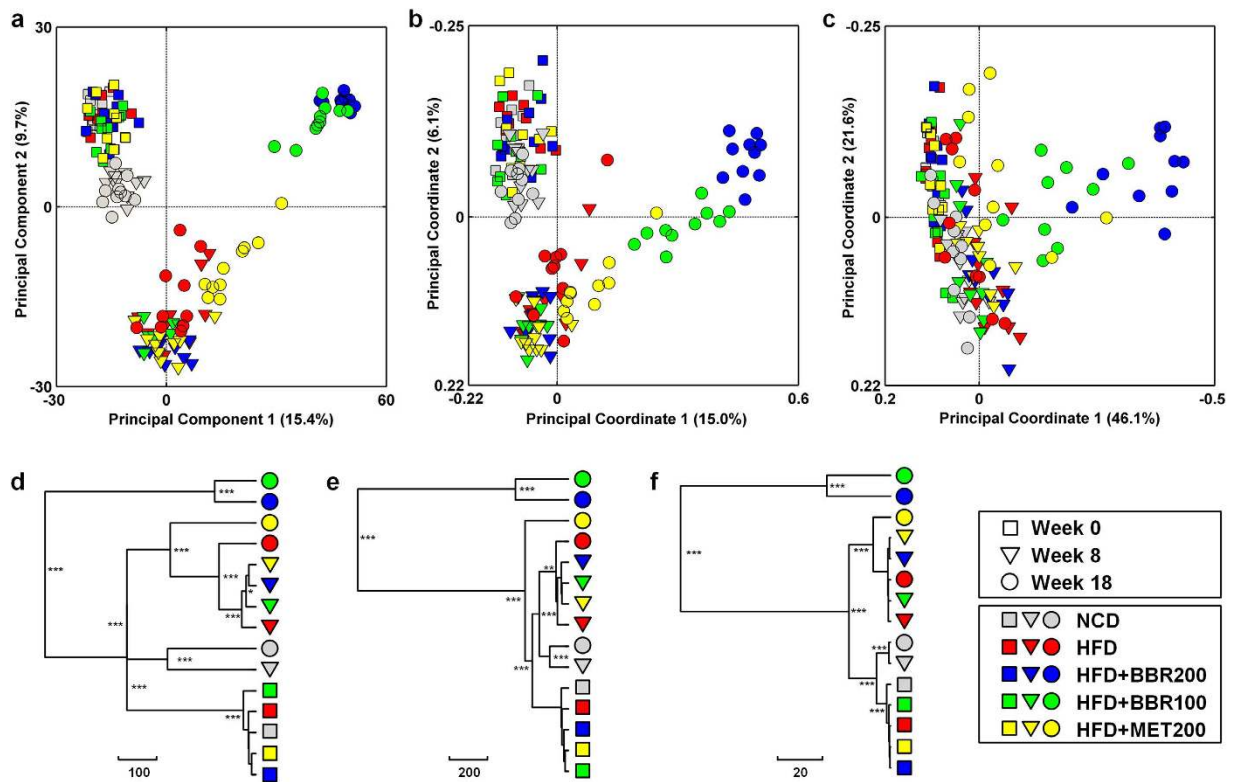 a
30
Principal Component 2 (9.7%)
0
-30
-30
0
60
Principal Component 1 (15.4%)
b
-0.25
Principal Coordinate 2 (6.1%)
0
0.22
-0.22
0
0.6
Principal Coordinate 1 (15.0%)
c
-0.25
Principal Coordinate 2 (21.6%)
0
0.22
0.2
0
-0.5
Principal Coordinate 1 (46.1%)
d
***
***
***
***
***
*
***
***
***
***
100
e
***
***
***
**
***
***
***
***
200
f
***
***
***
***
***
***
***
20
Week 0
Week 8
Week 18
NCD
HFD
HFD+BBR200
HFD+BBR100
HFD+MET200